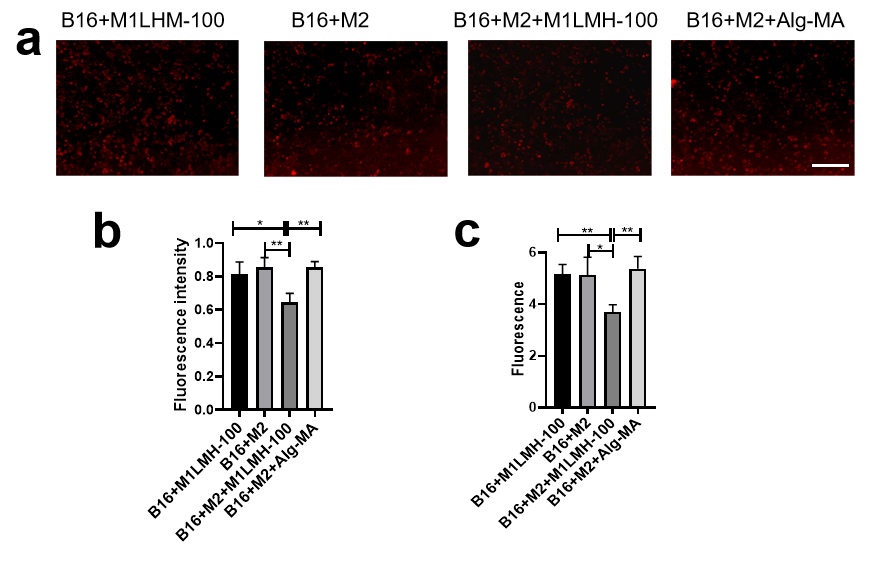 a
B16+M1LHM-100
B16+M2
B16+M2+M1LMH-100
B16+M2+Alg-MA
b
* **
**
Fluorescence intensity
1.0
0.8
0.6
0.4
0.2
0.0
B16+M1LMH-100
B16+M2
B16+M2+M1LMH-100
B16+M2+Alg-MA
c
** **
*
Fluorescence
6
4
2
0
B16+M1LMH-100
B16+M2
B16+M2+M1LMH-100
B16+M2+Alg-MA